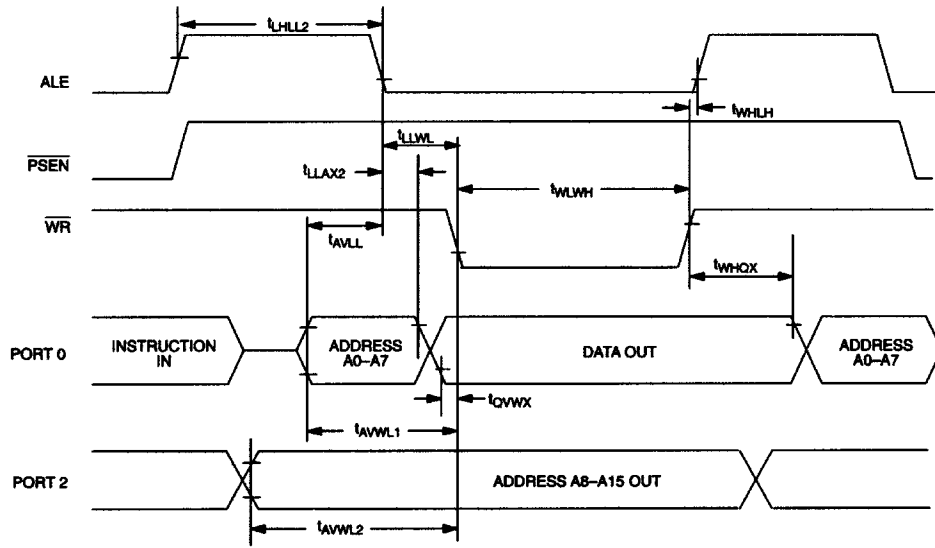 tLHLL2
ALE
tWHLH
tLLWL
PSEN
tLLAX2
tWLWH
WR
tAVLL
tWHQX
PORT 0
INSTRUCTION
IN
ADDRESS
A0–A7
DATA OUT
ADDRESS
A0–A7
tQVWX
tAVWL1
PORT 2
ADDRESS A8–A15 OUT
tAVWL2